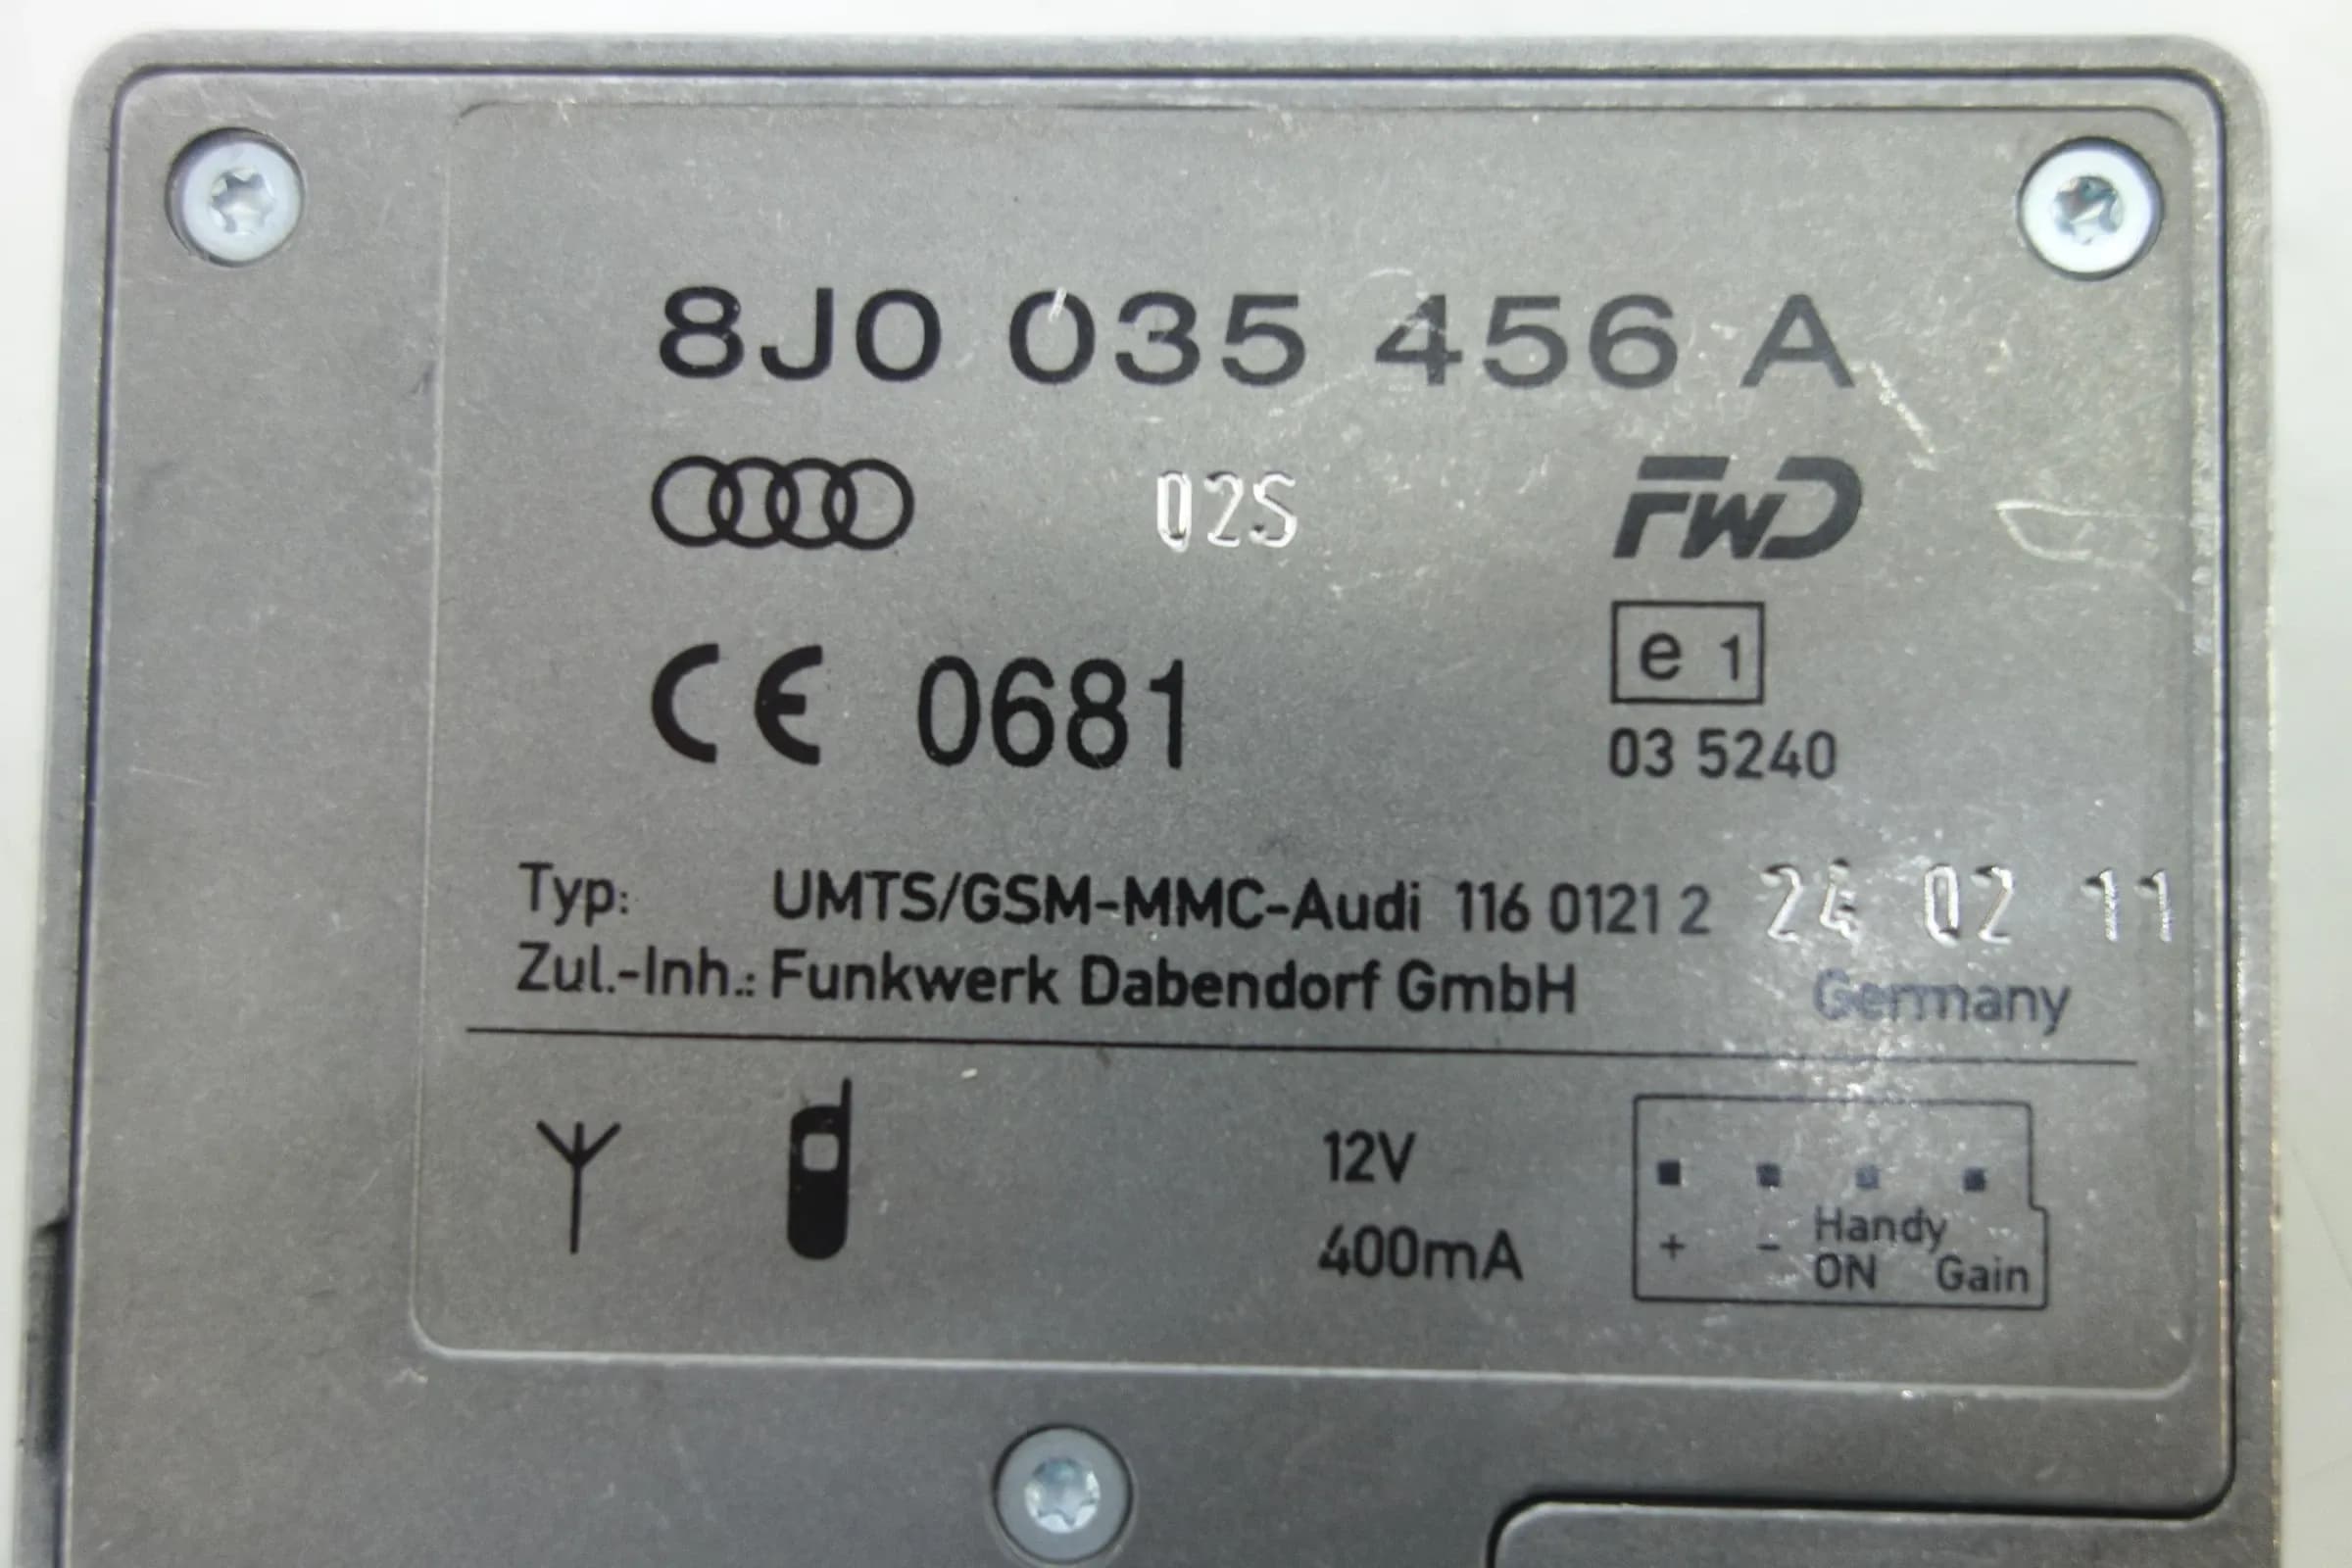 8J0 035 456 A
02S FWD
CE 0681
e 1
03 5240
Typ: UMTS/GSM-MMC-Audi 116 0121 2 24 02 11
Zul.-Inh.: Funkwerk Dabendorf GmbH Germany
12V
400mA
Handy
+ - ON Gain